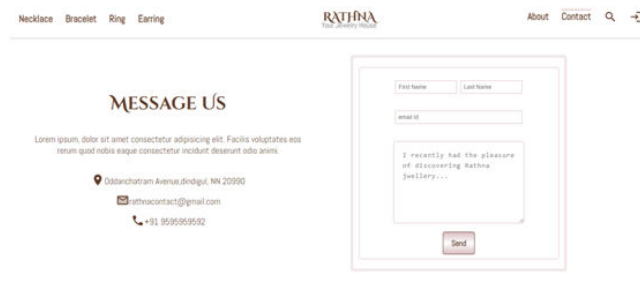 Necklace Bracelet Ring Earring
RATHNA
Your Jewelry House
About Contact
MESSAGE US
Lorem ipsum, dolor sit amet consectetur adipisicing elit. Facilis voluptates eos
rerum quod nobis eaque consectetur incidunt deserunt odio animi.
Oddanchatram Avenue,dindigul, NN 20990
rathnacontact@gmail.com
+91 9595959592
First Name Last Name
email id
I recently had the pleasure
of discovering Rathna
jwellery...
Send